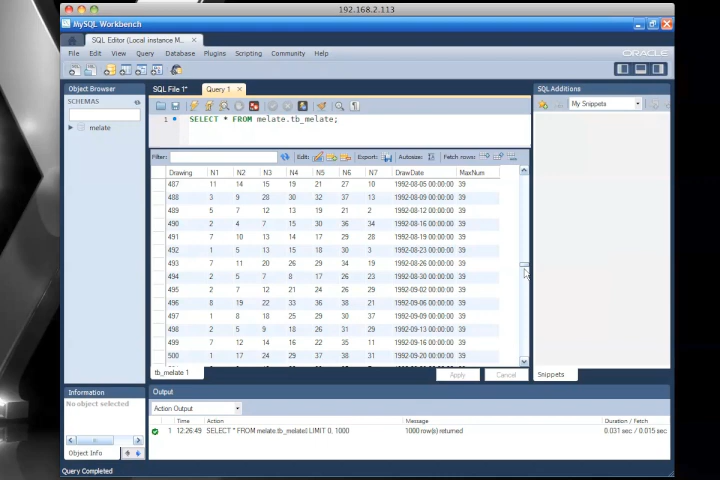 192.168.2.113
MySQL Workbench
SQL Editor (Local instance M... ×
File Edit View Query Database Plugins Scripting Community Help
ORACLE
Object Browser
SCHEMAS
melate
SQL File 1* Query 1 ×
1 SELECT * FROM melate.tb_melate;
Filter: Edit: Export: Autosize: Fetch rows:
Drawing N1 N2 N3 N4 N5 N6 N7 DrawDate MaxNum
487 11 14 15 19 21 27 10 1992-08-05 00:00:00 39
488 3 9 28 30 32 37 13 1992-08-09 00:00:00 39
489 5 7 12 13 19 21 2 1992-08-12 00:00:00 39
490 2 4 7 15 30 36 34 1992-08-16 00:00:00 39
491 7 10 13 14 17 29 28 1992-08-19 00:00:00 39
492 1 5 13 15 18 30 3 1992-08-23 00:00:00 39
493 7 11 20 26 29 34 19 1992-08-26 00:00:00 39
494 2 5 7 8 17 26 23 1992-08-30 00:00:00 39
495 2 7 12 21 24 26 29 1992-09-02 00:00:00 39
496 8 19 22 33 36 38 21 1992-09-06 00:00:00 39
497 1 8 18 25 29 30 37 1992-09-09 00:00:00 39
498 2 5 9 18 26 31 29 1992-09-13 00:00:00 39
499 7 12 14 16 22 35 11 1992-09-16 00:00:00 39
500 1 17 24 29 37 38 31 1992-09-20 00:00:00 39
tb_melate 1
Apply Cancel
SQL Additions
My Snippets
Snippets
Information
No object selected
Object Info
Output
Action Output
Time Action Message Duration / Fetch
1 12:26:49 SELECT * FROM melate.tb_melate LIMIT 0, 1000 1000 row(s) returned 0.031 sec / 0.015 sec
Query Completed